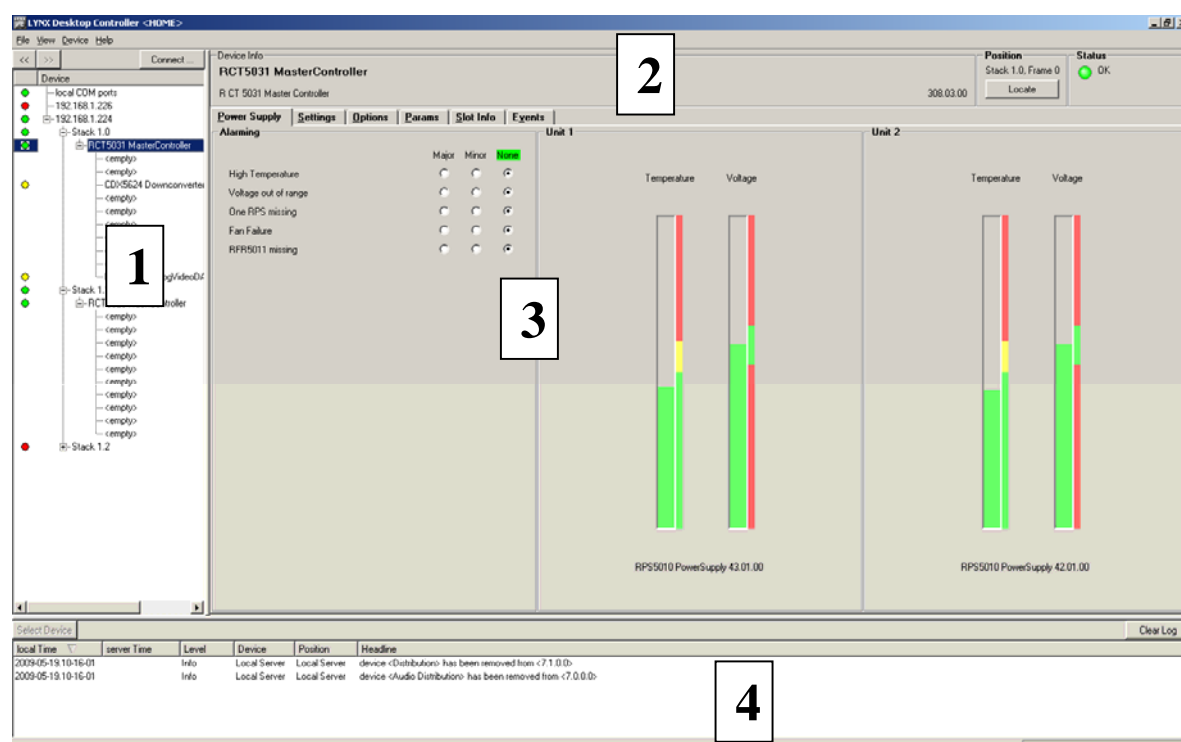 LYNX Desktop Controller <HOME>
File View Device Help
<< >> Connect ...
Device
local COM ports
192.168.1.226
192.168.1.224
Stack 1.0
RCT5031 MasterController
<empty>
<empty>
CDX5624 Downconverter
<empty>
<empty>
ogVideoDA
Stack 1.
RCT
ntroller
<empty>
<empty>
<empty>
<empty>
<empty>
<empty>
<empty>
<empty>
<empty>
<empty>
Stack 1.2
1
Device Info
RCT5031 MasterController
R CT 5031 Master Controller
308.03.00
2
Position
Stack 1.0, Frame 0
Locate
Status
OK
Power Supply Settings Options Params Slot Info Events
Alarming
Major Minor None
High Temperature
Voltage out of range
One RPS missing
Fan Failure
RFR5011 missing
3
Unit 1
Temperature Voltage
RPS5010 PowerSupply 43.01.00
Unit 2
Temperature Voltage
RPS5010 PowerSupply 42.01.00
Select Device
Clear Log
local Time server Time Level Device Position Headline
2009-05-19.10-16-01 Info Local Server Local Server device <Distribution> has been removed from <7.1.0.0>
2009-05-19.10-16-01 Info Local Server Local Server device <Audio Distribution> has been removed from <7.0.0.0>
4